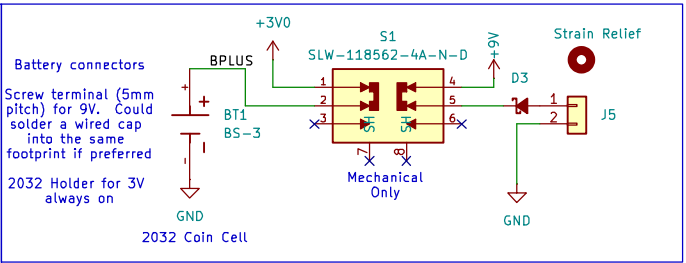 Battery connectors
Screw terminal (5mm
pitch) for 9V. Could
solder a wired cap
into the same
footprint if preferred
2032 Holder for 3V
always on
BPLUS
+
+
BT1
BS-3
-
GND
2032 Coin Cell
+3V0
S1
SLW-118562-4A-N-D
+9V
1
2
3
4
5
6
SH
SH
7
8
Mechanical
Only
D3
Strain Relief
1
2
J5
GND